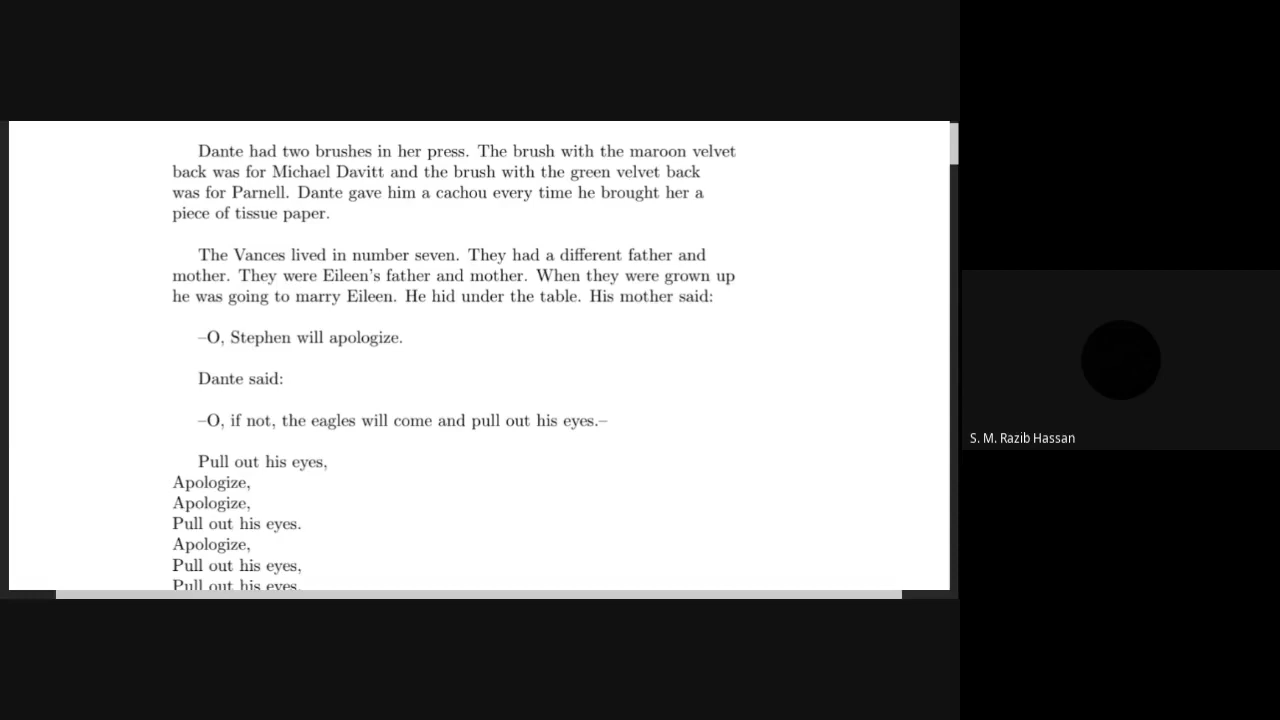 Dante had two brushes in her press. The brush with the maroon velvet
back was for Michael Davitt and the brush with the green velvet back
was for Parnell. Dante gave him a cachou every time he brought her a
piece of tissue paper.
The Vances lived in number seven. They had a different father and
mother. They were Eileen's father and mother. When they were grown up
he was going to marry Eileen. He hid under the table. His mother said:
–O, Stephen will apologize.
Dante said:
–O, if not, the eagles will come and pull out his eyes.–
Pull out his eyes,
Apologize,
Apologize,
Pull out his eyes.
Apologize,
Pull out his eyes,
Pull out his eyes.
S. M. Razib Hassan